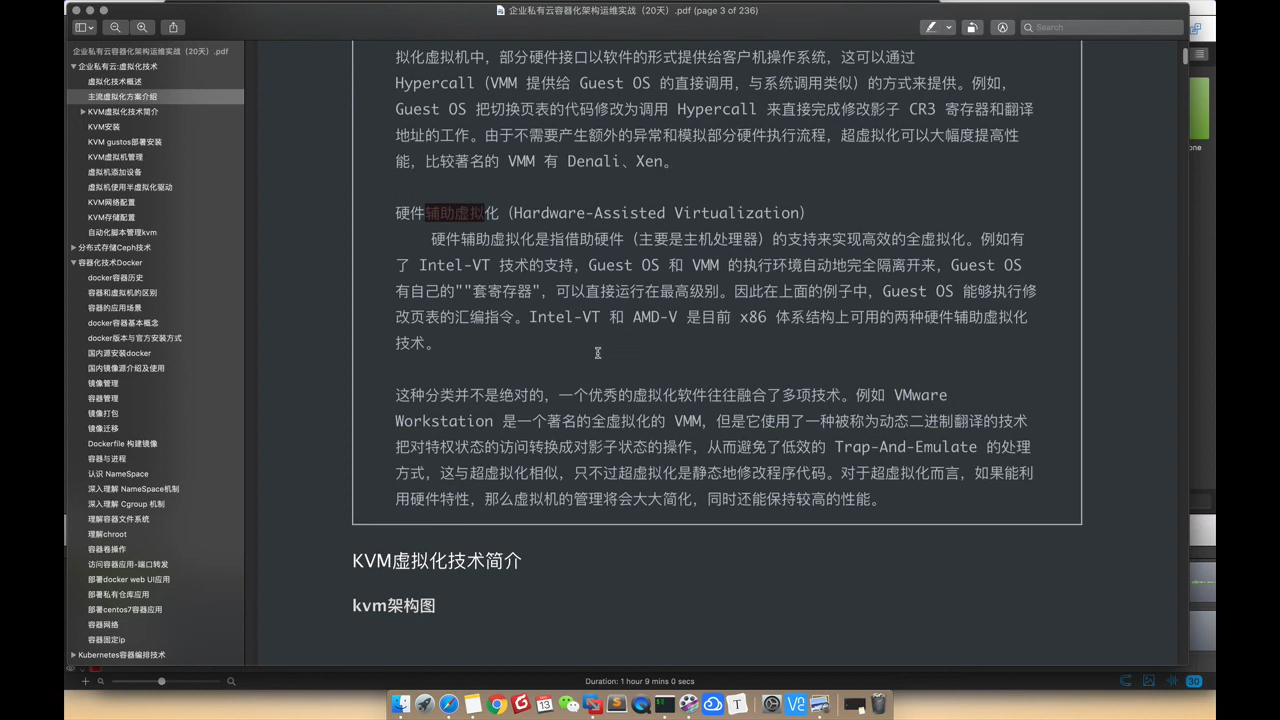 企业私有云容器化架构运维实战（20天）.pdf (page 3 of 236)
Search
企业私有云容器化架构运维实战（20天）.pdf
企业私有云:虚拟化技术
虚拟化技术概述
主流虚拟化方案介绍
KVM虚拟化技术简介
KVM安装
KVM gustos部署安装
KVM虚拟机管理
虚拟机添加设备
虚拟机使用半虚拟化驱动
KVM网络配置
KVM存储配置
自动化脚本管理kvm
分布式存储Ceph技术
容器化技术Docker
docker容器历史
容器和虚拟机的区别
容器的应用场景
docker容器基本概念
docker版本与官方安装方式
国内源安装docker
国内镜像源介绍及使用
镜像管理
容器管理
镜像打包
镜像迁移
Dockerfile 构建镜像
容器与进程
认识 NameSpace
深入理解 NameSpace机制
深入理解 Cgroup 机制
理解容器文件系统
理解chroot
容器卷操作
访问容器应用-端口转发
部署docker web UI应用
部署私有仓库应用
部署centos7容器应用
容器网络
容器固定ip
Kubernetes容器编排技术
拟化虚拟机中，部分硬件接口以软件的形式提供给客户机操作系统，这可以通过
Hypercall（VMM 提供给 Guest OS 的直接调用，与系统调用类似）的方式来提供。例如，
Guest OS 把切换页表的代码修改为调用 Hypercall 来直接完成修改影子 CR3 寄存器和翻译
地址的工作。由于不需要产生额外的异常和模拟部分硬件执行流程，超虚拟化可以大幅度提高性
能，比较著名的 VMM 有 Denali、Xen。
硬件辅助虚拟化（Hardware-Assisted Virtualization）
硬件辅助虚拟化是指借助硬件（主要是主机处理器）的支持来实现高效的全虚拟化。例如有
了 Intel-VT 技术的支持，Guest OS 和 VMM 的执行环境自动地完全隔离开来，Guest OS
有自己的""套寄存器"，可以直接运行在最高级别。因此在上面的例子中，Guest OS 能够执行修
改页表的汇编指令。Intel-VT 和 AMD-V 是目前 x86 体系结构上可用的两种硬件辅助虚拟化
技术。
这种分类并不是绝对的，一个优秀的虚拟化软件往往融合了多项技术。例如 VMware
Workstation 是一个著名的全虚拟化的 VMM，但是它使用了一种被称为动态二进制翻译的技术
把对特权状态的访问转换成对影子状态的操作，从而避免了低效的 Trap-And-Emulate 的处理
方式，这与超虚拟化相似，只不过超虚拟化是静态地修改程序代码。对于超虚拟化而言，如果能利
用硬件特性，那么虚拟机的管理将会大大简化，同时还能保持较高的性能。
KVM虚拟化技术简介
kvm架构图
one
Duration: 1 hour 9 mins 0 secs
30
13
T
V2